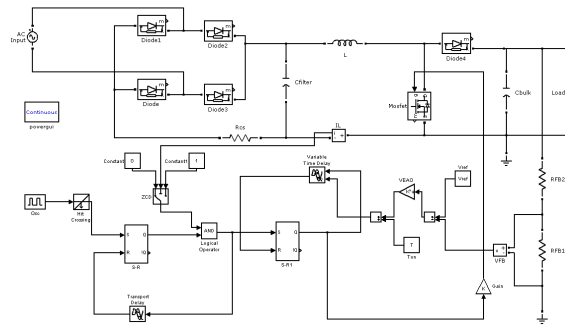 AC
Input
m
Diode1
m
Diode2
m
Diode
m
Diode3
L
m
Diode4
Cfilter
Cbulk
Load
Mosfet
Continuous
powergui
Rcs
IL
Constant
0
Constant1
1
ZCD
Variable
Time Delay
VEAO
Vref
Vref
RFB2
Osc
Hit
Crossing
S
Q
R
!Q
S-R
AND
Logical
Operator
S
Q
R
!Q
S-R1
T
VFB
RFB1
K
Gain
Transport
Delay